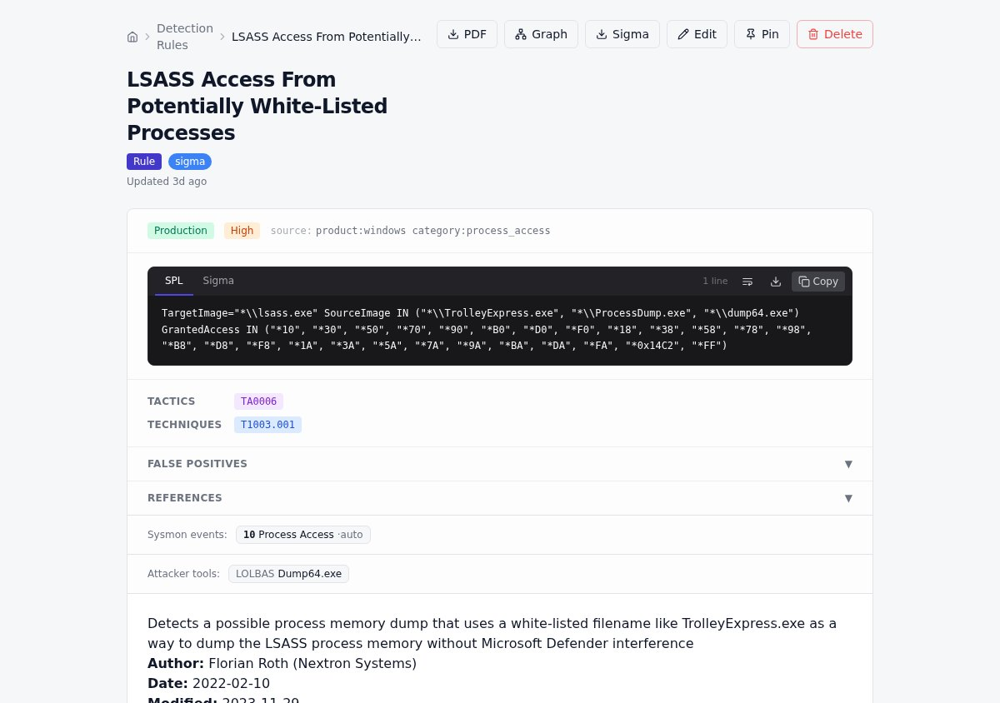 Detection Rules
LSASS Access From Potentially…
PDF
Graph
Sigma
Edit
Pin
Delete
LSASS Access From
Potentially White-Listed
Processes
Rule
sigma
Updated 3d ago
Production
High
source: product:windows category:process_access
SPL
Sigma
1 line
Copy
TargetImage="*\\lsass.exe" SourceImage IN ("*\\TrolleyExpress.exe", "*\\ProcessDump.exe", "*\\dump64.exe")
GrantedAccess IN ("*10", "*30", "*50", "*70", "*90", "*B0", "*D0", "*F0", "*18", "*38", "*58", "*78", "*98",
"*B8", "*D8", "*F8", "*1A", "*3A", "*5A", "*7A", "*9A", "*BA", "*DA", "*FA", "*0x14C2", "*FF")
TACTICS
TA0006
TECHNIQUES
T1003.001
FALSE POSITIVES
REFERENCES
Sysmon events:
10 Process Access ·auto
Attacker tools:
LOLBAS Dump64.exe
Detects a possible process memory dump that uses a white-listed filename like TrolleyExpress.exe as a
way to dump the LSASS process memory without Microsoft Defender interference
Author: Florian Roth (Nextron Systems)
Date: 2022-02-10
Modified: 2023-11-29